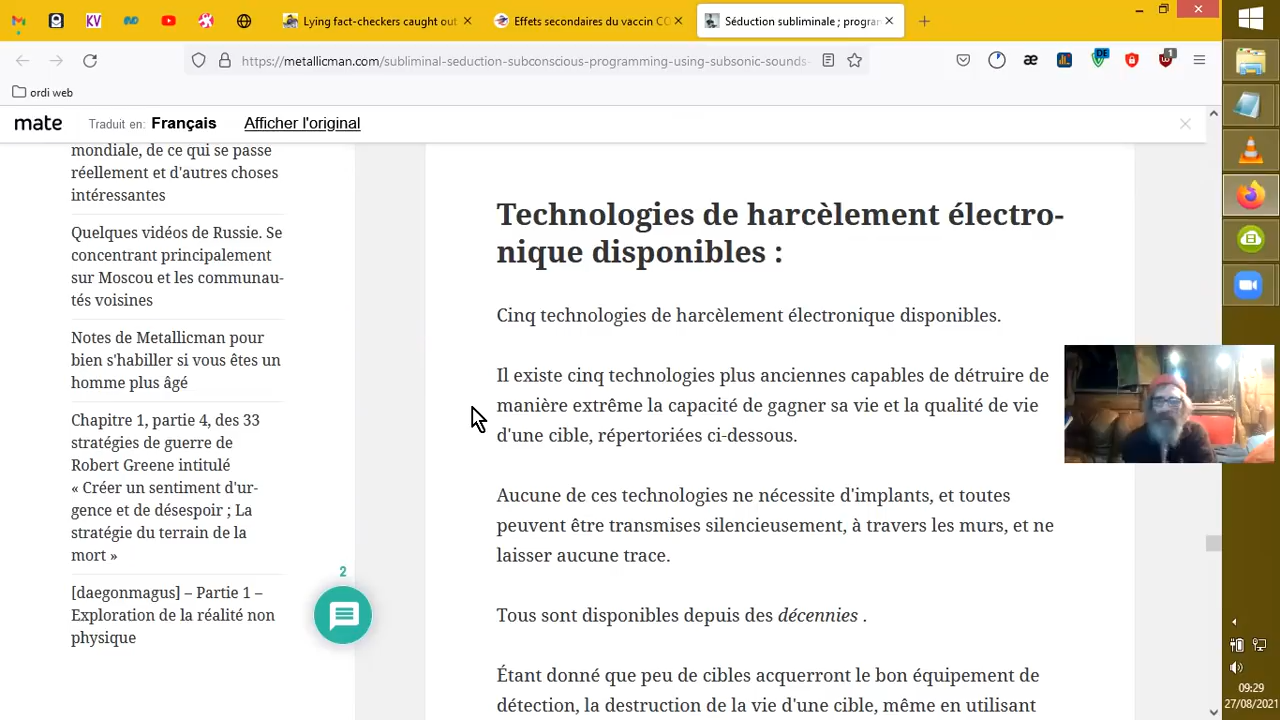 Lying fact-checkers caught out
Effets secondaires du vaccin CO
Séduction subliminale ; program
https://metallicman.com/subliminal-seduction-subconscious-programming-using-subsonic-sounds-
DE
1
ordi web
mate
Traduit en: Français
Afficher l'original
mondiale, de ce qui se passe
réellement et d'autres choses
intéressantes
Quelques vidéos de Russie. Se
concentrant principalement
sur Moscou et les communau-
tés voisines
Notes de Metallicman pour
bien s'habiller si vous êtes un
homme plus âgé
Chapitre 1, partie 4, des 33
stratégies de guerre de
Robert Greene intitulé
« Créer un sentiment d'ur-
gence et de désespoir ; La
stratégie du terrain de la
mort »
[daegonmagus] – Partie 1 –
Exploration de la réalité non
physique
2
Technologies de harcèlement électro-
nique disponibles :
Cinq technologies de harcèlement électronique disponibles.
Il existe cinq technologies plus anciennes capables de détruire de
manière extrême la capacité de gagner sa vie et la qualité de vie
d'une cible, répertoriées ci-dessous.
Aucune de ces technologies ne nécessite d'implants, et toutes
peuvent être transmises silencieusement, à travers les murs, et ne
laisser aucune trace.
Tous sont disponibles depuis des décennies .
Étant donné que peu de cibles acquerront le bon équipement de
détection, la destruction de la vie d'une cible, même en utilisant
09:29
27/08/2021